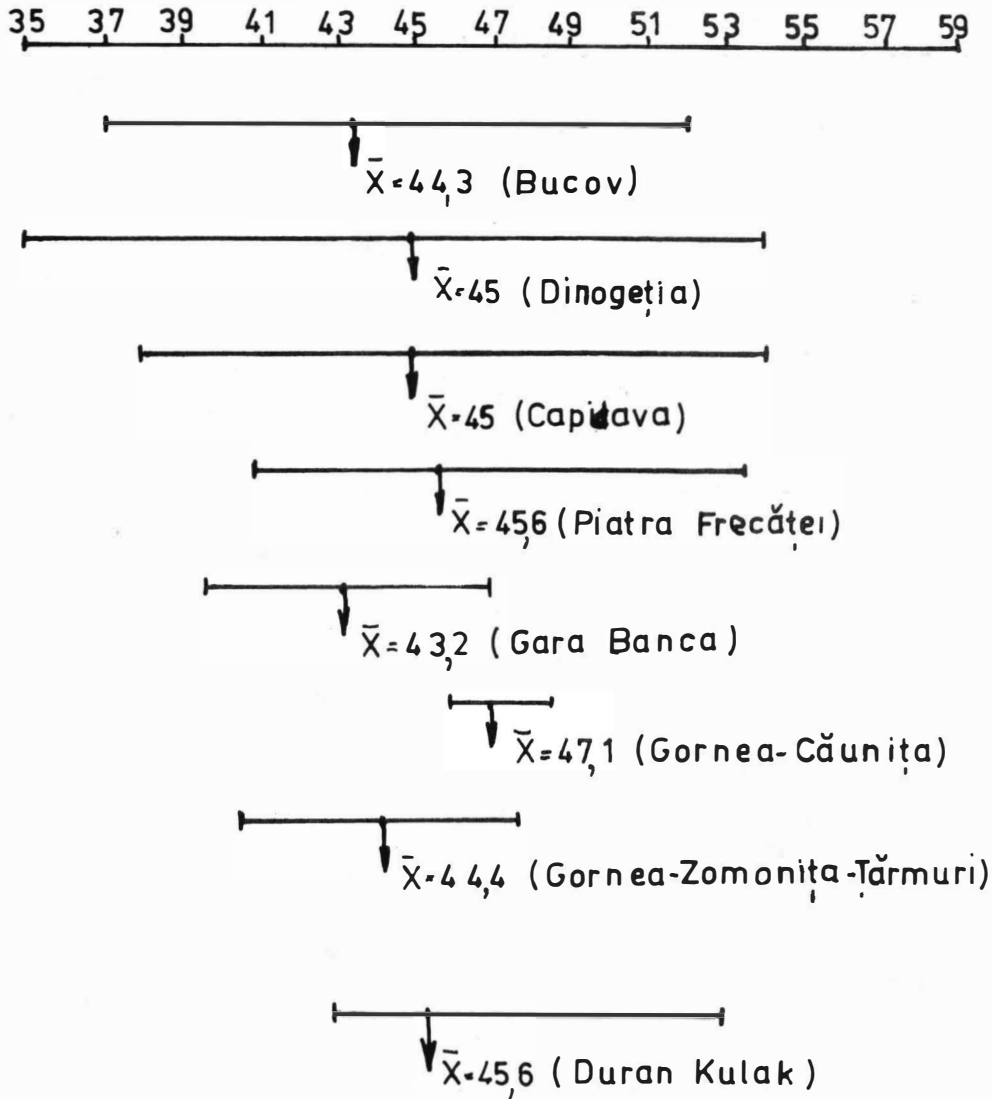 35 37 39 41 43 45 47 49 51 53 55 57 59
X̄=44,3 (Bucov)
X̄=45 (Dinogeția)
X̄=45 (Capidava)
X̄=45,6 (Piatra Frecăței)
X̄=43,2 (Gara Banca)
X̄=47,1 (Gornea-Căunița)
X̄=44,4 (Gornea-Zomonița-Țărmuri)
X̄=45,6 (Duran Kulak)